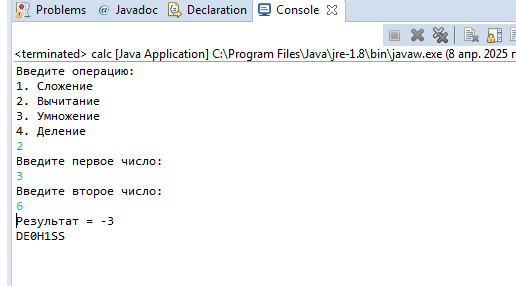 Problems @ Javadoc Declaration Console
<terminated> calc [Java Application] C:\Program Files\Java\jre-1.8\bin\javaw.exe (8 апр. 2025 г
Введите операцию:
1. Сложение
2. Вычитание
3. Умножение
4. Деление
2
Введите первое число:
3
Введите второе число:
6
Результат = -3
DE0H1SS